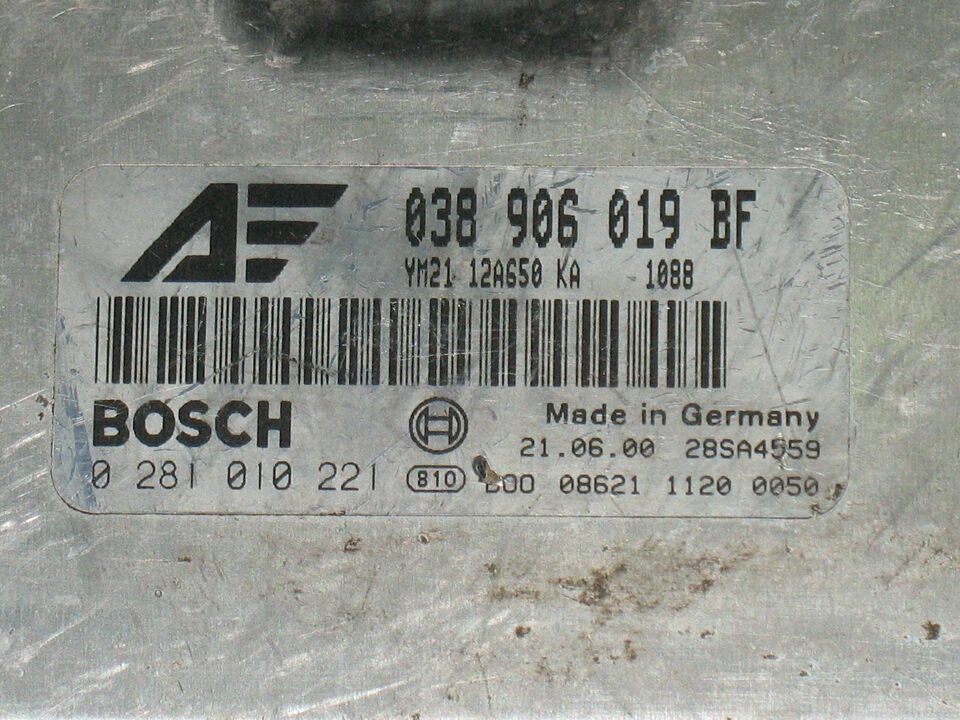 AF
038 906 019 BF
YM21 12A650 KA 1088
BOSCH
Made in Germany
21.06.00 28SA4559
0 281 010 221 810 08621 1120 0050